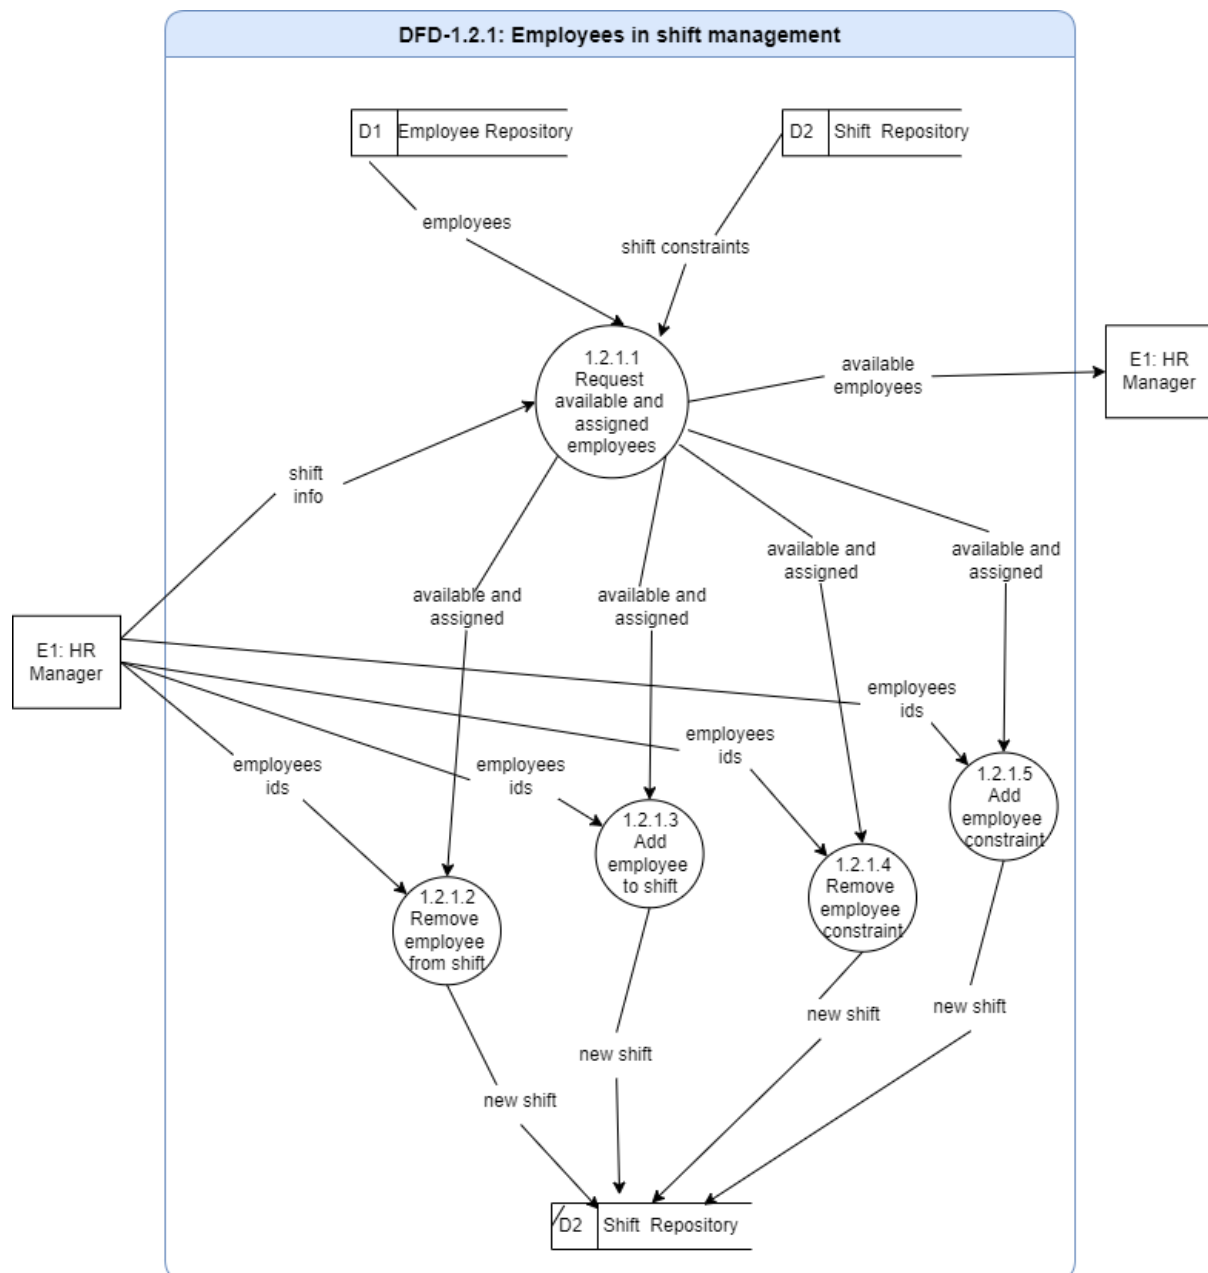 DFD-1.2.1: Employees in shift management
D1
Employee Repository
D2
Shift  Repository
employees
shift constraints
1.2.1.1
Request
available and
assigned
employees
available
employees
E1: HR
Manager
shift
info
available and
assigned
available and
assigned
available and
assigned
available and
assigned
E1: HR
Manager
employees
ids
employees
ids
employees
ids
employees
ids
1.2.1.5
Add
employee
constraint
1.2.1.3
Add
employee
to shift
1.2.1.4
Remove
employee
constraint
1.2.1.2
Remove
employee
from shift
new shift
new shift
new shift
new shift
D2
Shift  Repository